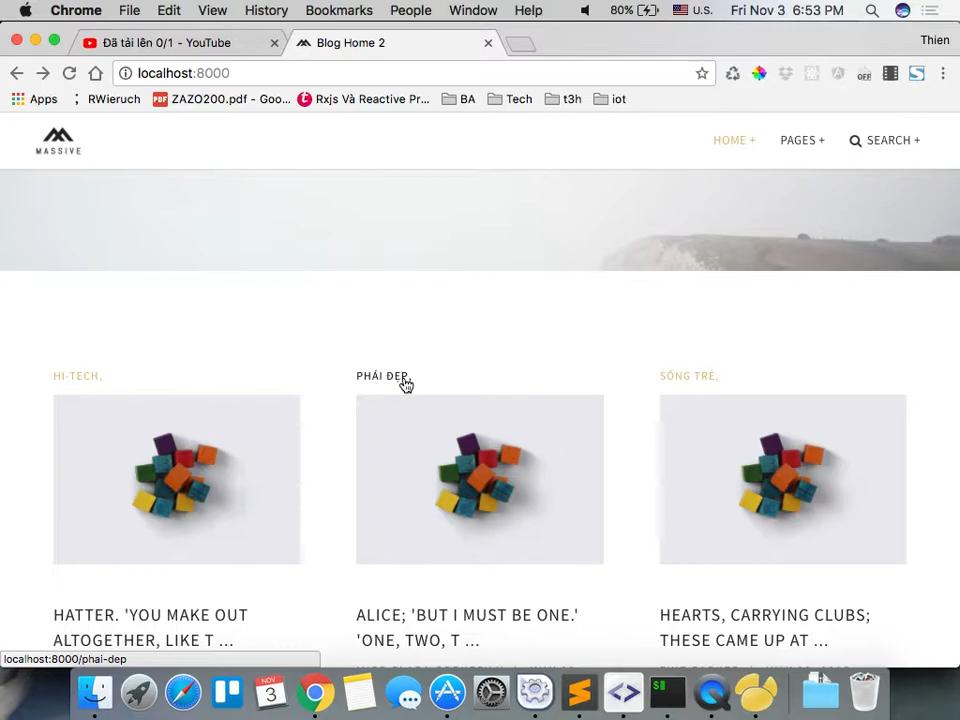 Chrome File Edit View History Bookmarks People Window Help 80% U.S. Fri Nov 3 6:53 PM
Đã tải lên 0/1 - YouTube Blog Home 2 Thien
localhost:8000
Apps RWieruch ZAZO200.pdf - Goo... Rxjs Và Reactive Pr... BA Tech t3h iot
MASSIVE HOME + PAGES + SEARCH +
HI-TECH, PHÁI ĐẸP, SỐNG TRẺ,
HATTER. 'YOU MAKE OUT ALICE; 'BUT I MUST BE ONE.' HEARTS, CARRYING CLUBS;
ALTOGETHER, LIKE T ... 'ONE, TWO, T ... THESE CAME UP AT ...
localhost:8000/phai-dep
NOV
3